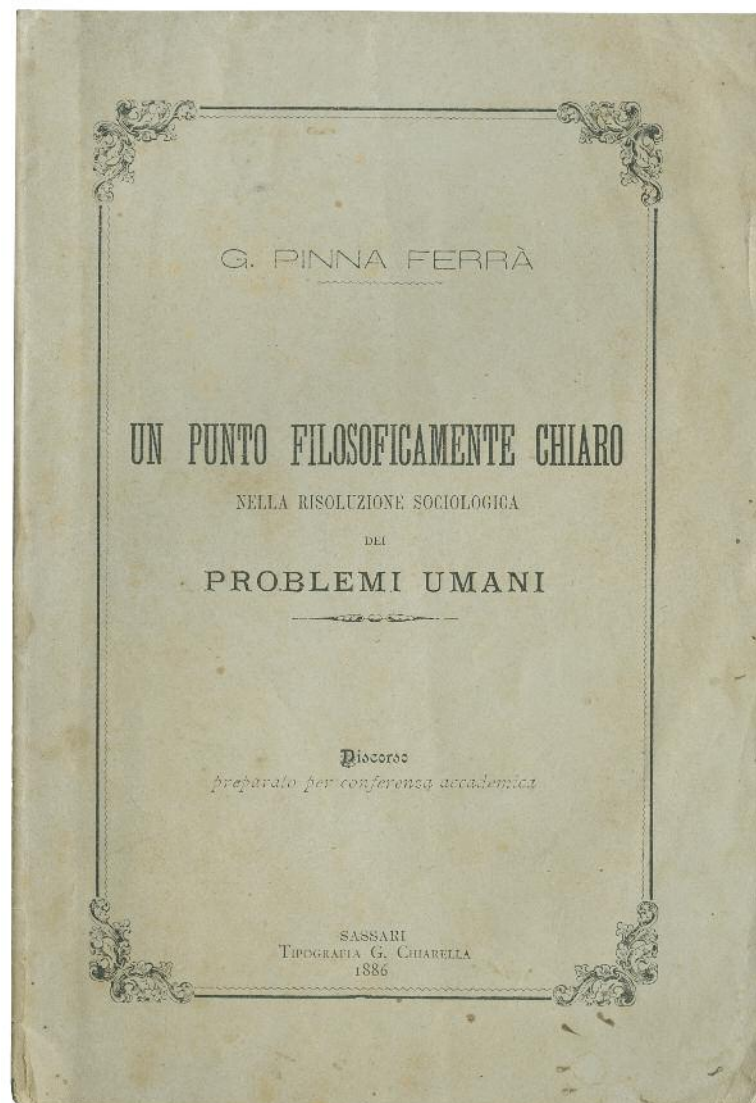 G. PINNA FERRÀ
UN PUNTO FILOSOFICAMENTE CHIARO
NELLA RISOLUZIONE SOCIOLOGICA
DEI
PROBLEMI UMANI
Discorso
preparato per conferenza accademica
SASSARI
TIPOGRAFIA G. CHIARELLA
1886